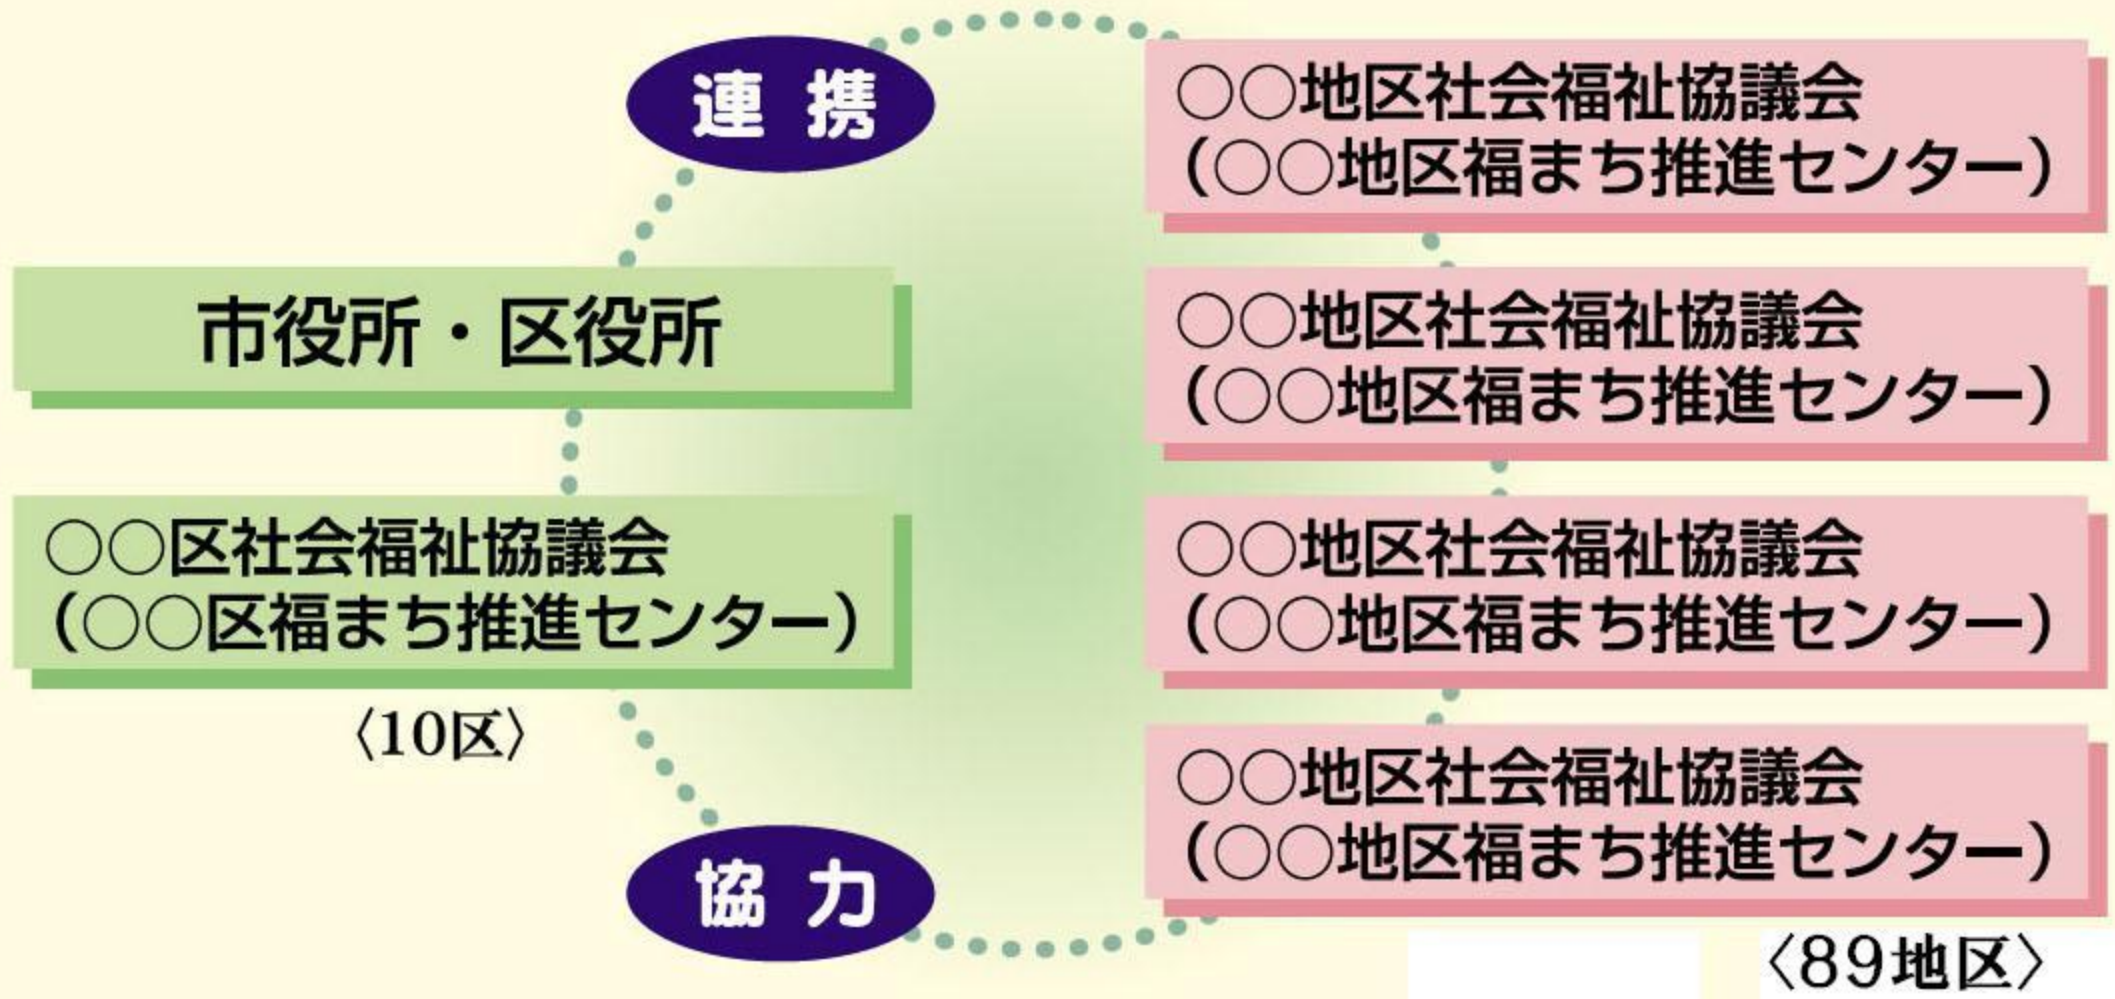 連携
市役所・区役所
○○区社会福祉協議会
（○○区福まち推進センター）
〈10区〉
協力
○○地区社会福祉協議会
（○○地区福まち推進センター）
○○地区社会福祉協議会
（○○地区福まち推進センター）
○○地区社会福祉協議会
（○○地区福まち推進センター）
○○地区社会福祉協議会
（○○地区福まち推進センター）
〈89地区〉